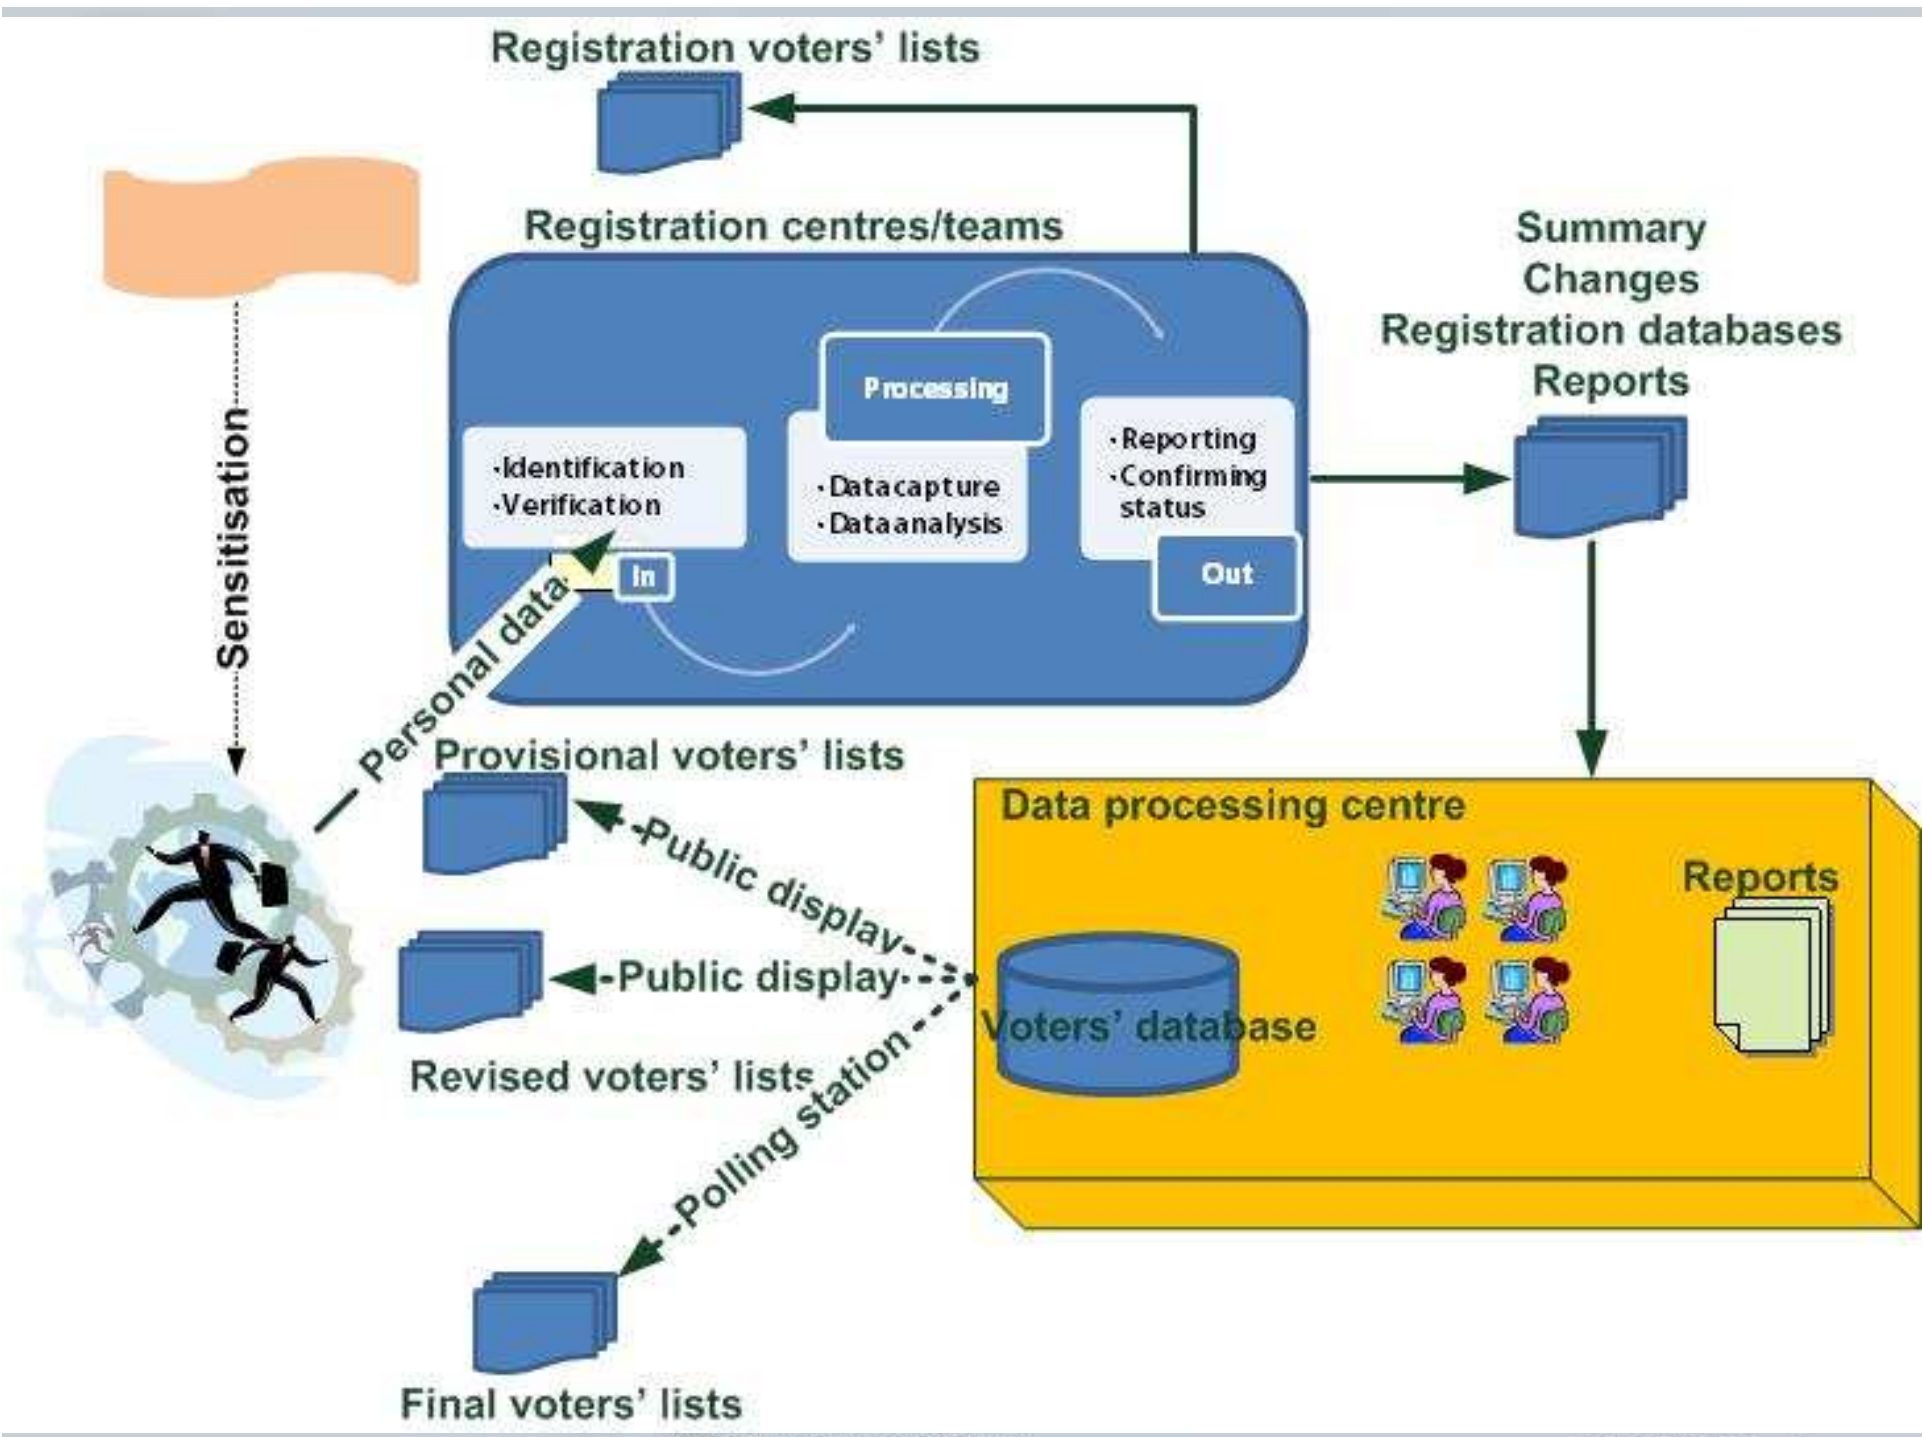 Registration voters’ lists
Registration centres/teams
Summary
Changes
Registration databases
Reports
Processing
·Identification
·Verification
·Datacapture
·Dataanalysis
·Reporting
·Confirming
status
In
Out
Sensitisation
Personal data
Provisional voters’ lists
Public display
Public display
Revised voters’ lists
Polling station
Final voters’ lists
Data processing centre
Reports
Voters’ database